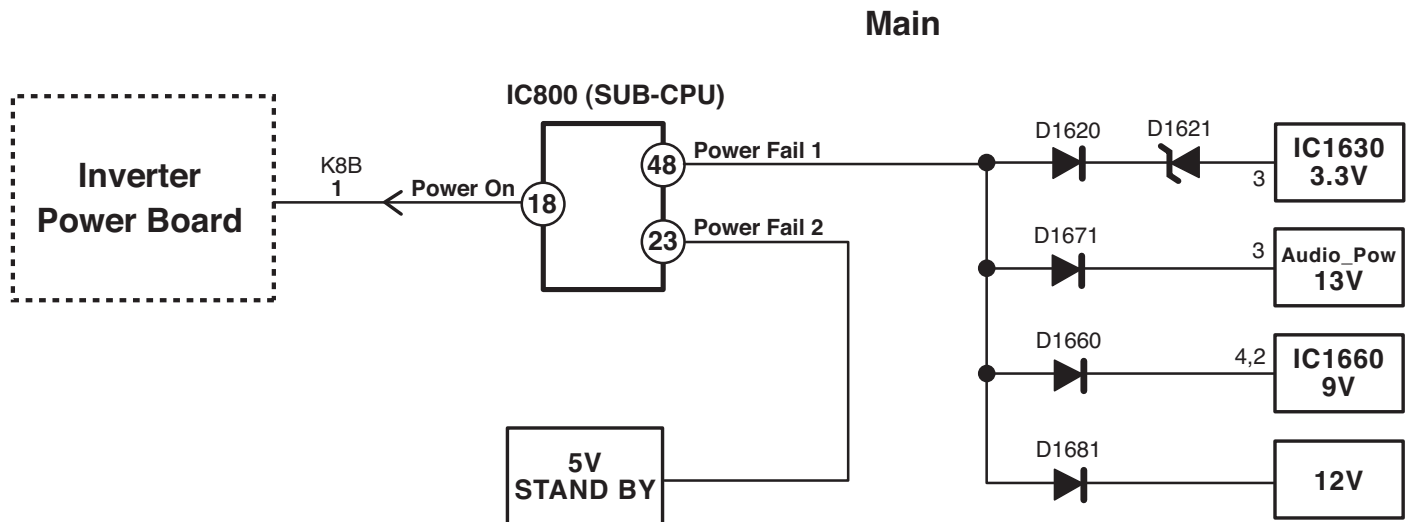 Main
IC800 (SUB-CPU)
Inverter
Power Board
K8B
1
Power On
18
48
Power Fail 1
23
Power Fail 2
5V
STAND BY
D1620
D1621
3
IC1630
3.3V
D1671
3
Audio_Pow
13V
D1660
4,2
IC1660
9V
D1681
12V